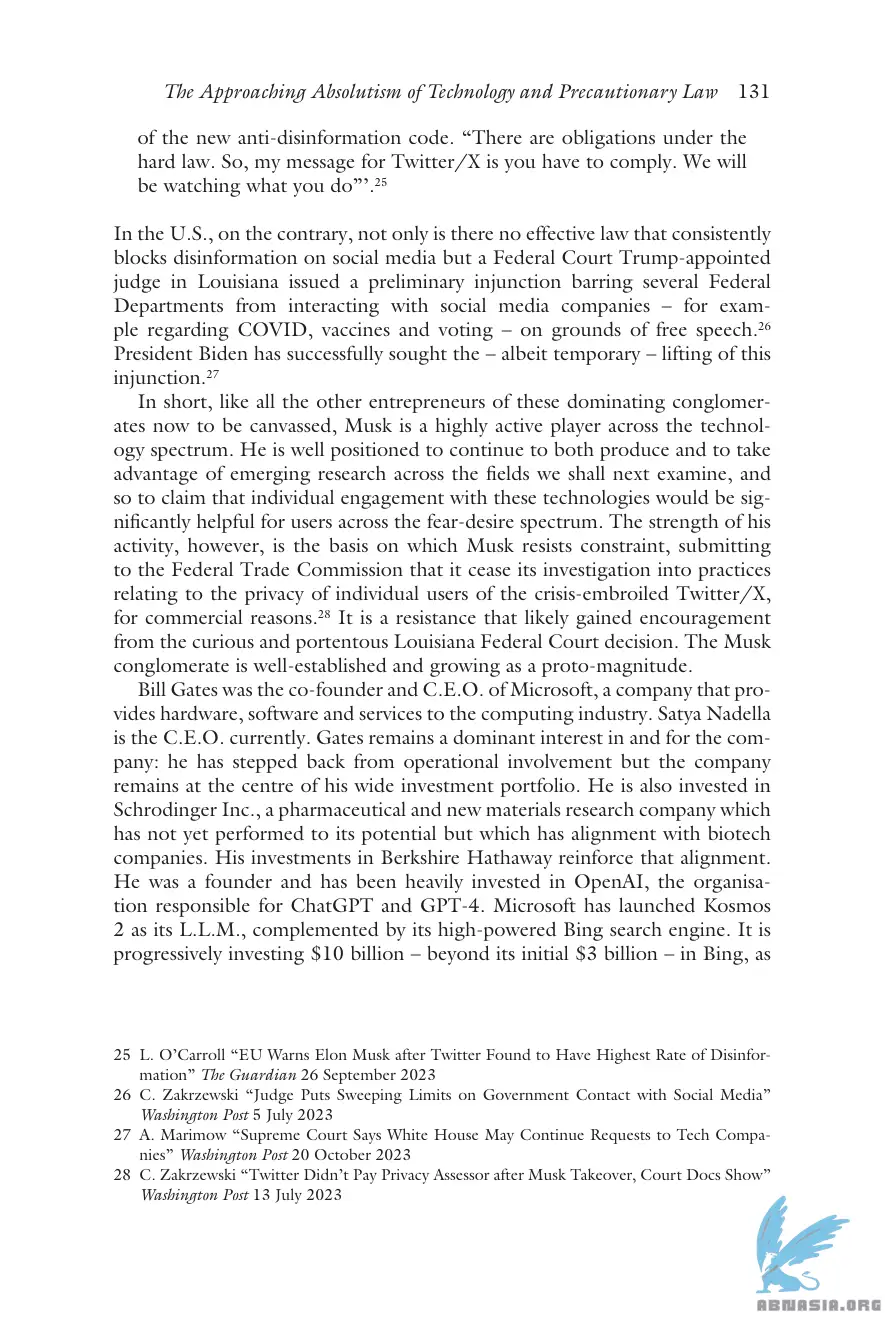 The Approaching Absolutism of Technology and Precautionary Law 131
of the new anti-disinformation code. “There are obligations under the
hard law. So, my message for Twitter/X is you have to comply. We will
be watching what you do”’.25
In the U.S., on the contrary, not only is there no effective law that consistently
blocks disinformation on social media but a Federal Court Trump-appointed
judge in Louisiana issued a preliminary injunction barring several Federal
Departments from interacting with social media companies – for exam-
ple regarding COVID, vaccines and voting – on grounds of free speech.26
President Biden has successfully sought the – albeit temporary – lifting of this
injunction.27
In short, like all the other entrepreneurs of these dominating conglomer-
ates now to be canvassed, Musk is a highly active player across the technol-
ogy spectrum. He is well positioned to continue to both produce and to take
advantage of emerging research across the fields we shall next examine, and
so to claim that individual engagement with these technologies would be sig-
nificantly helpful for users across the fear-desire spectrum. The strength of his
activity, however, is the basis on which Musk resists constraint, submitting
to the Federal Trade Commission that it cease its investigation into practices
relating to the privacy of individual users of the crisis-embroiled Twitter/X,
for commercial reasons.28 It is a resistance that likely gained encouragement
from the curious and portentous Louisiana Federal Court decision. The Musk
conglomerate is well-established and growing as a proto-magnitude.
Bill Gates was the co-founder and C.E.O. of Microsoft, a company that pro-
vides hardware, software and services to the computing industry. Satya Nadella
is the C.E.O. currently. Gates remains a dominant interest in and for the com-
pany: he has stepped back from operational involvement but the company
remains at the centre of his wide investment portfolio. He is also invested in
Schrodinger Inc., a pharmaceutical and new materials research company which
has not yet performed to its potential but which has alignment with biotech
companies. His investments in Berkshire Hathaway reinforce that alignment.
He was a founder and has been heavily invested in OpenAI, the organisa-
tion responsible for ChatGPT and GPT-4. Microsoft has launched Kosmos
2 as its L.L.M., complemented by its high-powered Bing search engine. It is
progressively investing $10 billion – beyond its initial $3 billion – in Bing, as
25 L. O’Carroll “EU Warns Elon Musk after Twitter Found to Have Highest Rate of Disinfor-
mation” The Guardian 26 September 2023
26 C. Zakrzewski “Judge Puts Sweeping Limits on Government Contact with Social Media”
Washington Post 5 July 2023
27 A. Marimow “Supreme Court Says White House May Continue Requests to Tech Compa-
nies” Washington Post 20 October 2023
28 C. Zakrzewski “Twitter Didn’t Pay Privacy Assessor after Musk Takeover, Court Docs Show”
Washington Post 13 July 2023
ABNASIA.ORG